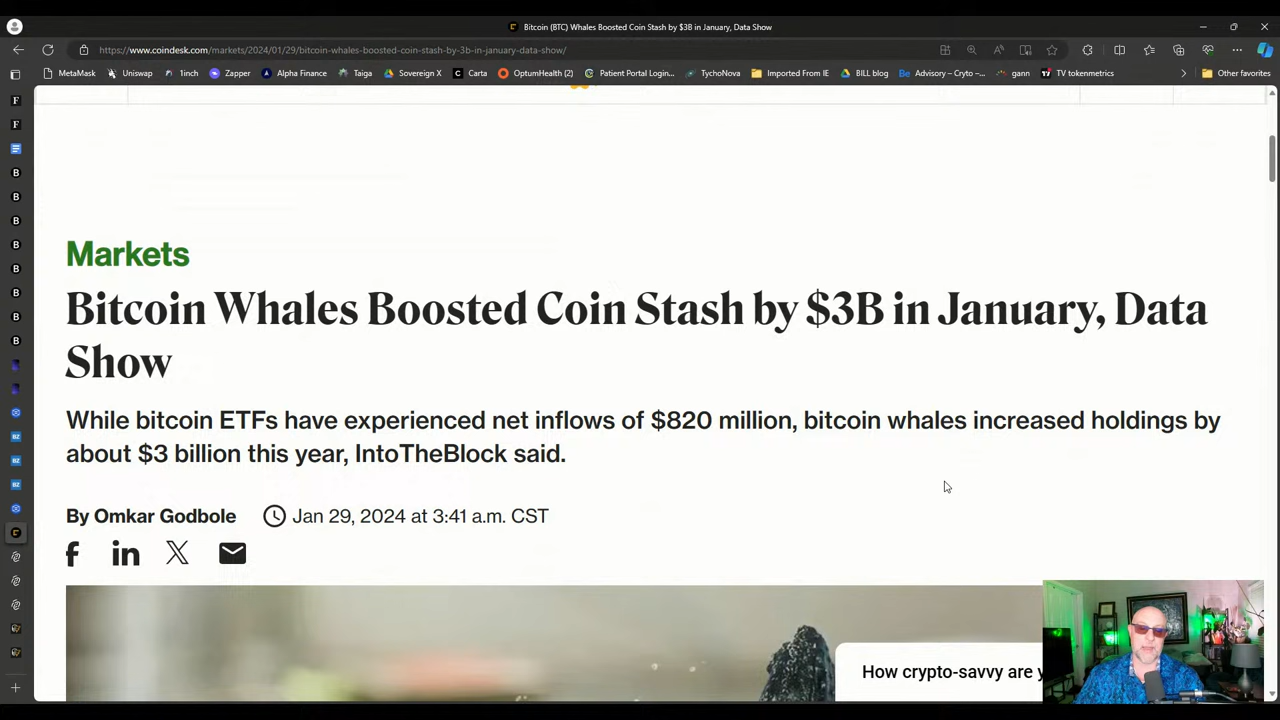 Bitcoin (BTC) Whales Boosted Coin Stash by $3B in January, Data Show
https://www.coindesk.com/markets/2024/01/29/bitcoin-whales-boosted-coin-stash-by-3b-in-january-data-show/
MetaMask Uniswap 1inch Zapper Alpha Finance Taiga Sovereign X Carta OptumHealth (2) Patient Portal Login... TychoNova Imported From IE BILL blog Advisory – Cryto –... gann TV tokenmetrics Other favorites
Markets
Bitcoin Whales Boosted Coin Stash by $3B in January, Data
Show
While bitcoin ETFs have experienced net inflows of $820 million, bitcoin whales increased holdings by
about $3 billion this year, IntoTheBlock said.
By Omkar Godbole Jan 29, 2024 at 3:41 a.m. CST
How crypto-savvy are